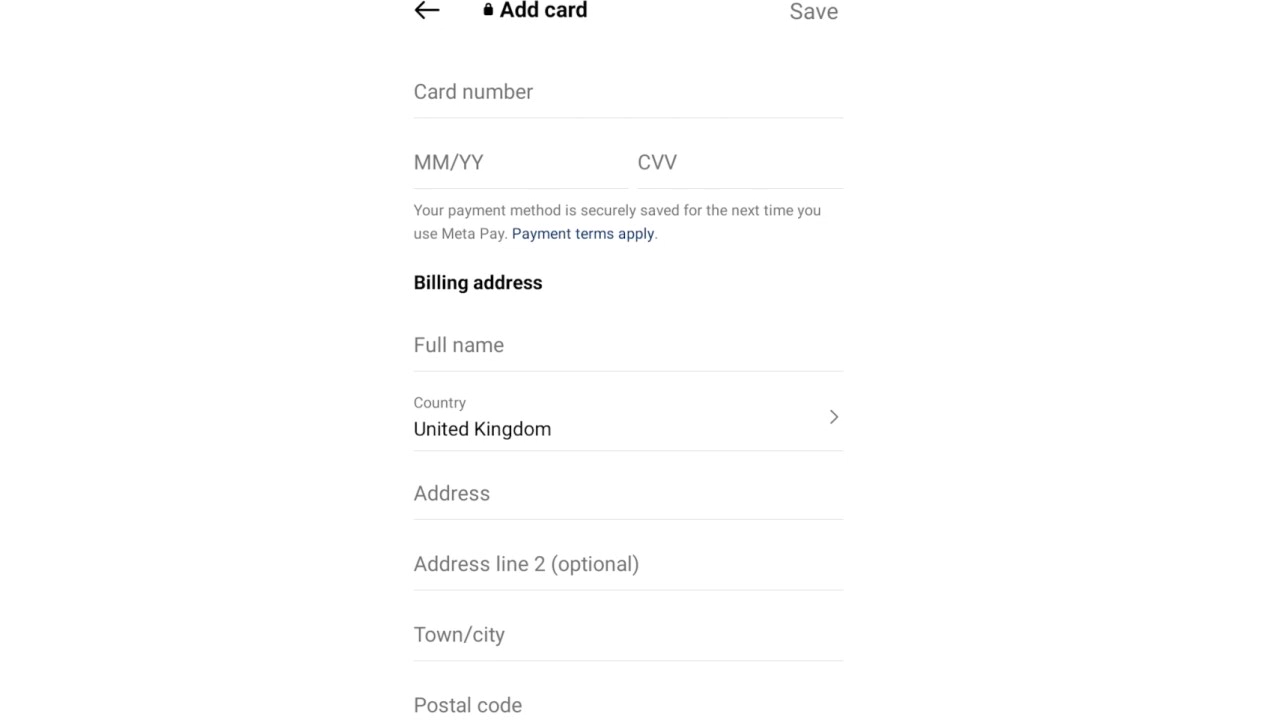 Add card
Save
Card number
MM/YY
CVV
Your payment method is securely saved for the next time you
use Meta Pay. Payment terms apply.
Billing address
Full name
Country
United Kingdom
Address
Address line 2 (optional)
Town/city
Postal code